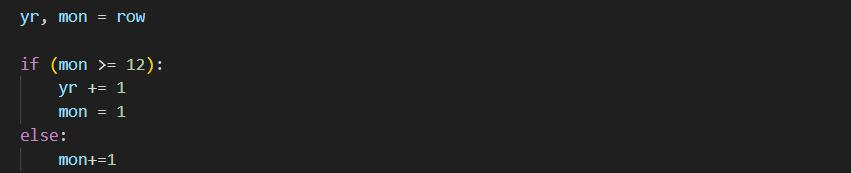 yr, mon = row
if (mon >= 12):
    yr += 1
    mon = 1
else:
    mon+=1